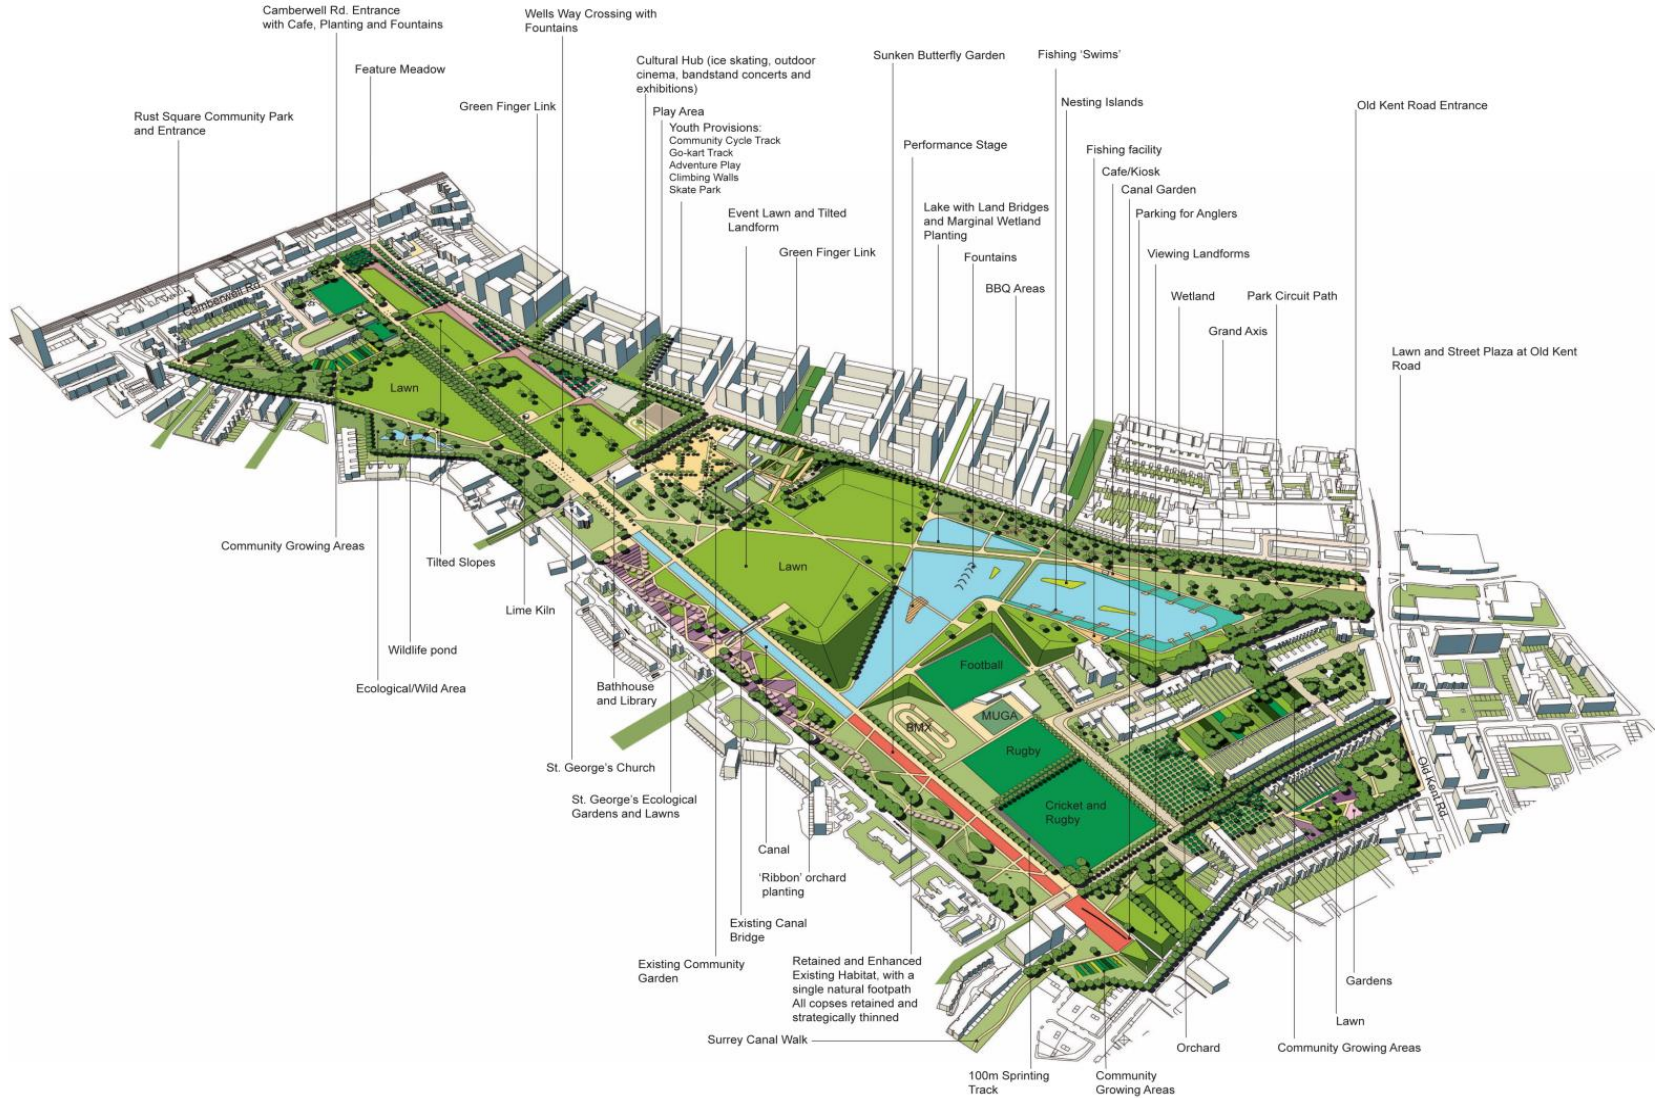 Camberwell Rd. Entrance
with Cafe, Planting and Fountains
Wells Way Crossing with
Fountains
Feature Meadow
Green Finger Link
Rust Square Community Park
and Entrance
Cultural Hub (ice skating, outdoor
cinema, bandstand concerts and
exhibitions)
Play Area
Youth Provisions:
Community Cycle Track
Go-kart Track
Adventure Play
Climbing Walls
Skate Park
Event Lawn and Tilted
Landform
Green Finger Link
Sunken Butterfly Garden
Performance Stage
Lake with Land Bridges
and Marginal Wetland
Planting
Fountains
BBQ Areas
Fishing ‘Swims’
Nesting Islands
Fishing facility
Cafe/Kiosk
Canal Garden
Parking for Anglers
Viewing Landforms
Wetland
Grand Axis
Park Circuit Path
Old Kent Road Entrance
Lawn and Street Plaza at Old Kent
Road
Camberwell Rd.
Lawn
Lawn
Football
BMX
MUGA
Rugby
Cricket and
Rugby
Old Kent Rd.
Community Growing Areas
Tilted Slopes
Lime Kiln
Wildlife pond
Ecological/Wild Area
Bathhouse
and Library
St. George’s Church
St. George’s Ecological
Gardens and Lawns
Canal
‘Ribbon’ orchard
planting
Existing Canal
Bridge
Existing Community
Garden
Retained and Enhanced
Existing Habitat, with a
single natural footpath
All copses retained and
strategically thinned
Surrey Canal Walk
100m Sprinting
Track
Community
Growing Areas
Orchard
Community Growing Areas
Lawn
Gardens